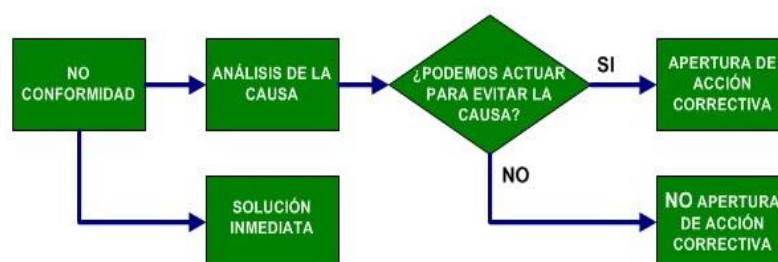 NO
CONFORMIDAD
ANÁLISIS DE LA
CAUSA
¿PODEMOS ACTUAR
PARA EVITAR LA
CAUSA?
SI
APERTURA DE
ACCIÓN
CORRECTIVA
NO
SOLUCIÓN
INMEDIATA
NO APERTURA
DE ACCIÓN
CORRECTIVA